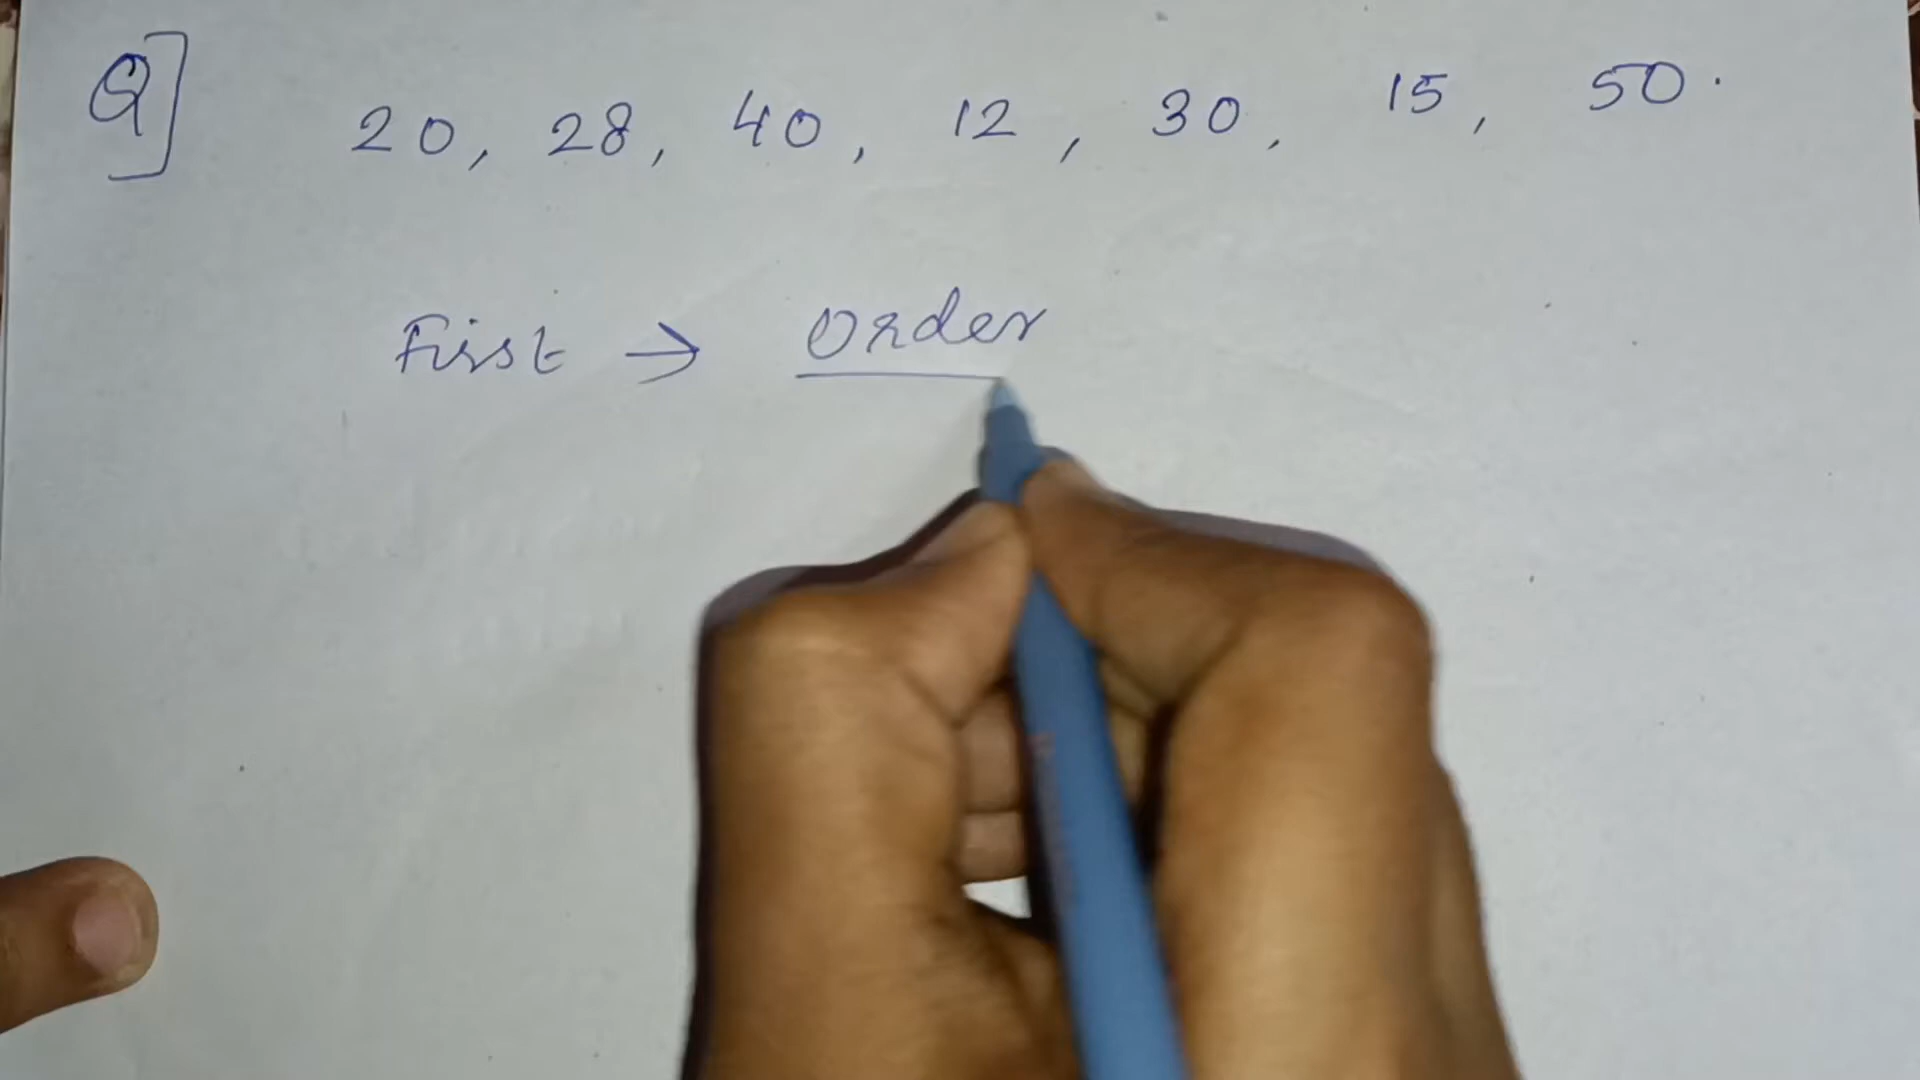 Q] 20, 28, 40, 12, 30, 15, 50.
First → Order